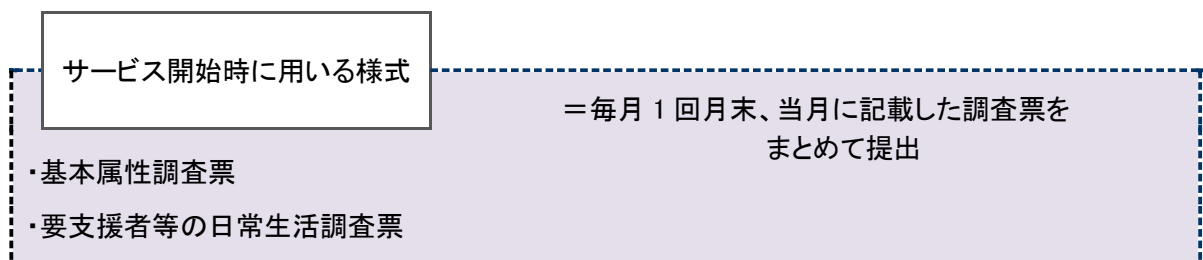 サービス開始時に用いる様式
＝毎月1回月末、当月に記載した調査票を
まとめて提出
・基本属性調査票
・要支援者等の日常生活調査票